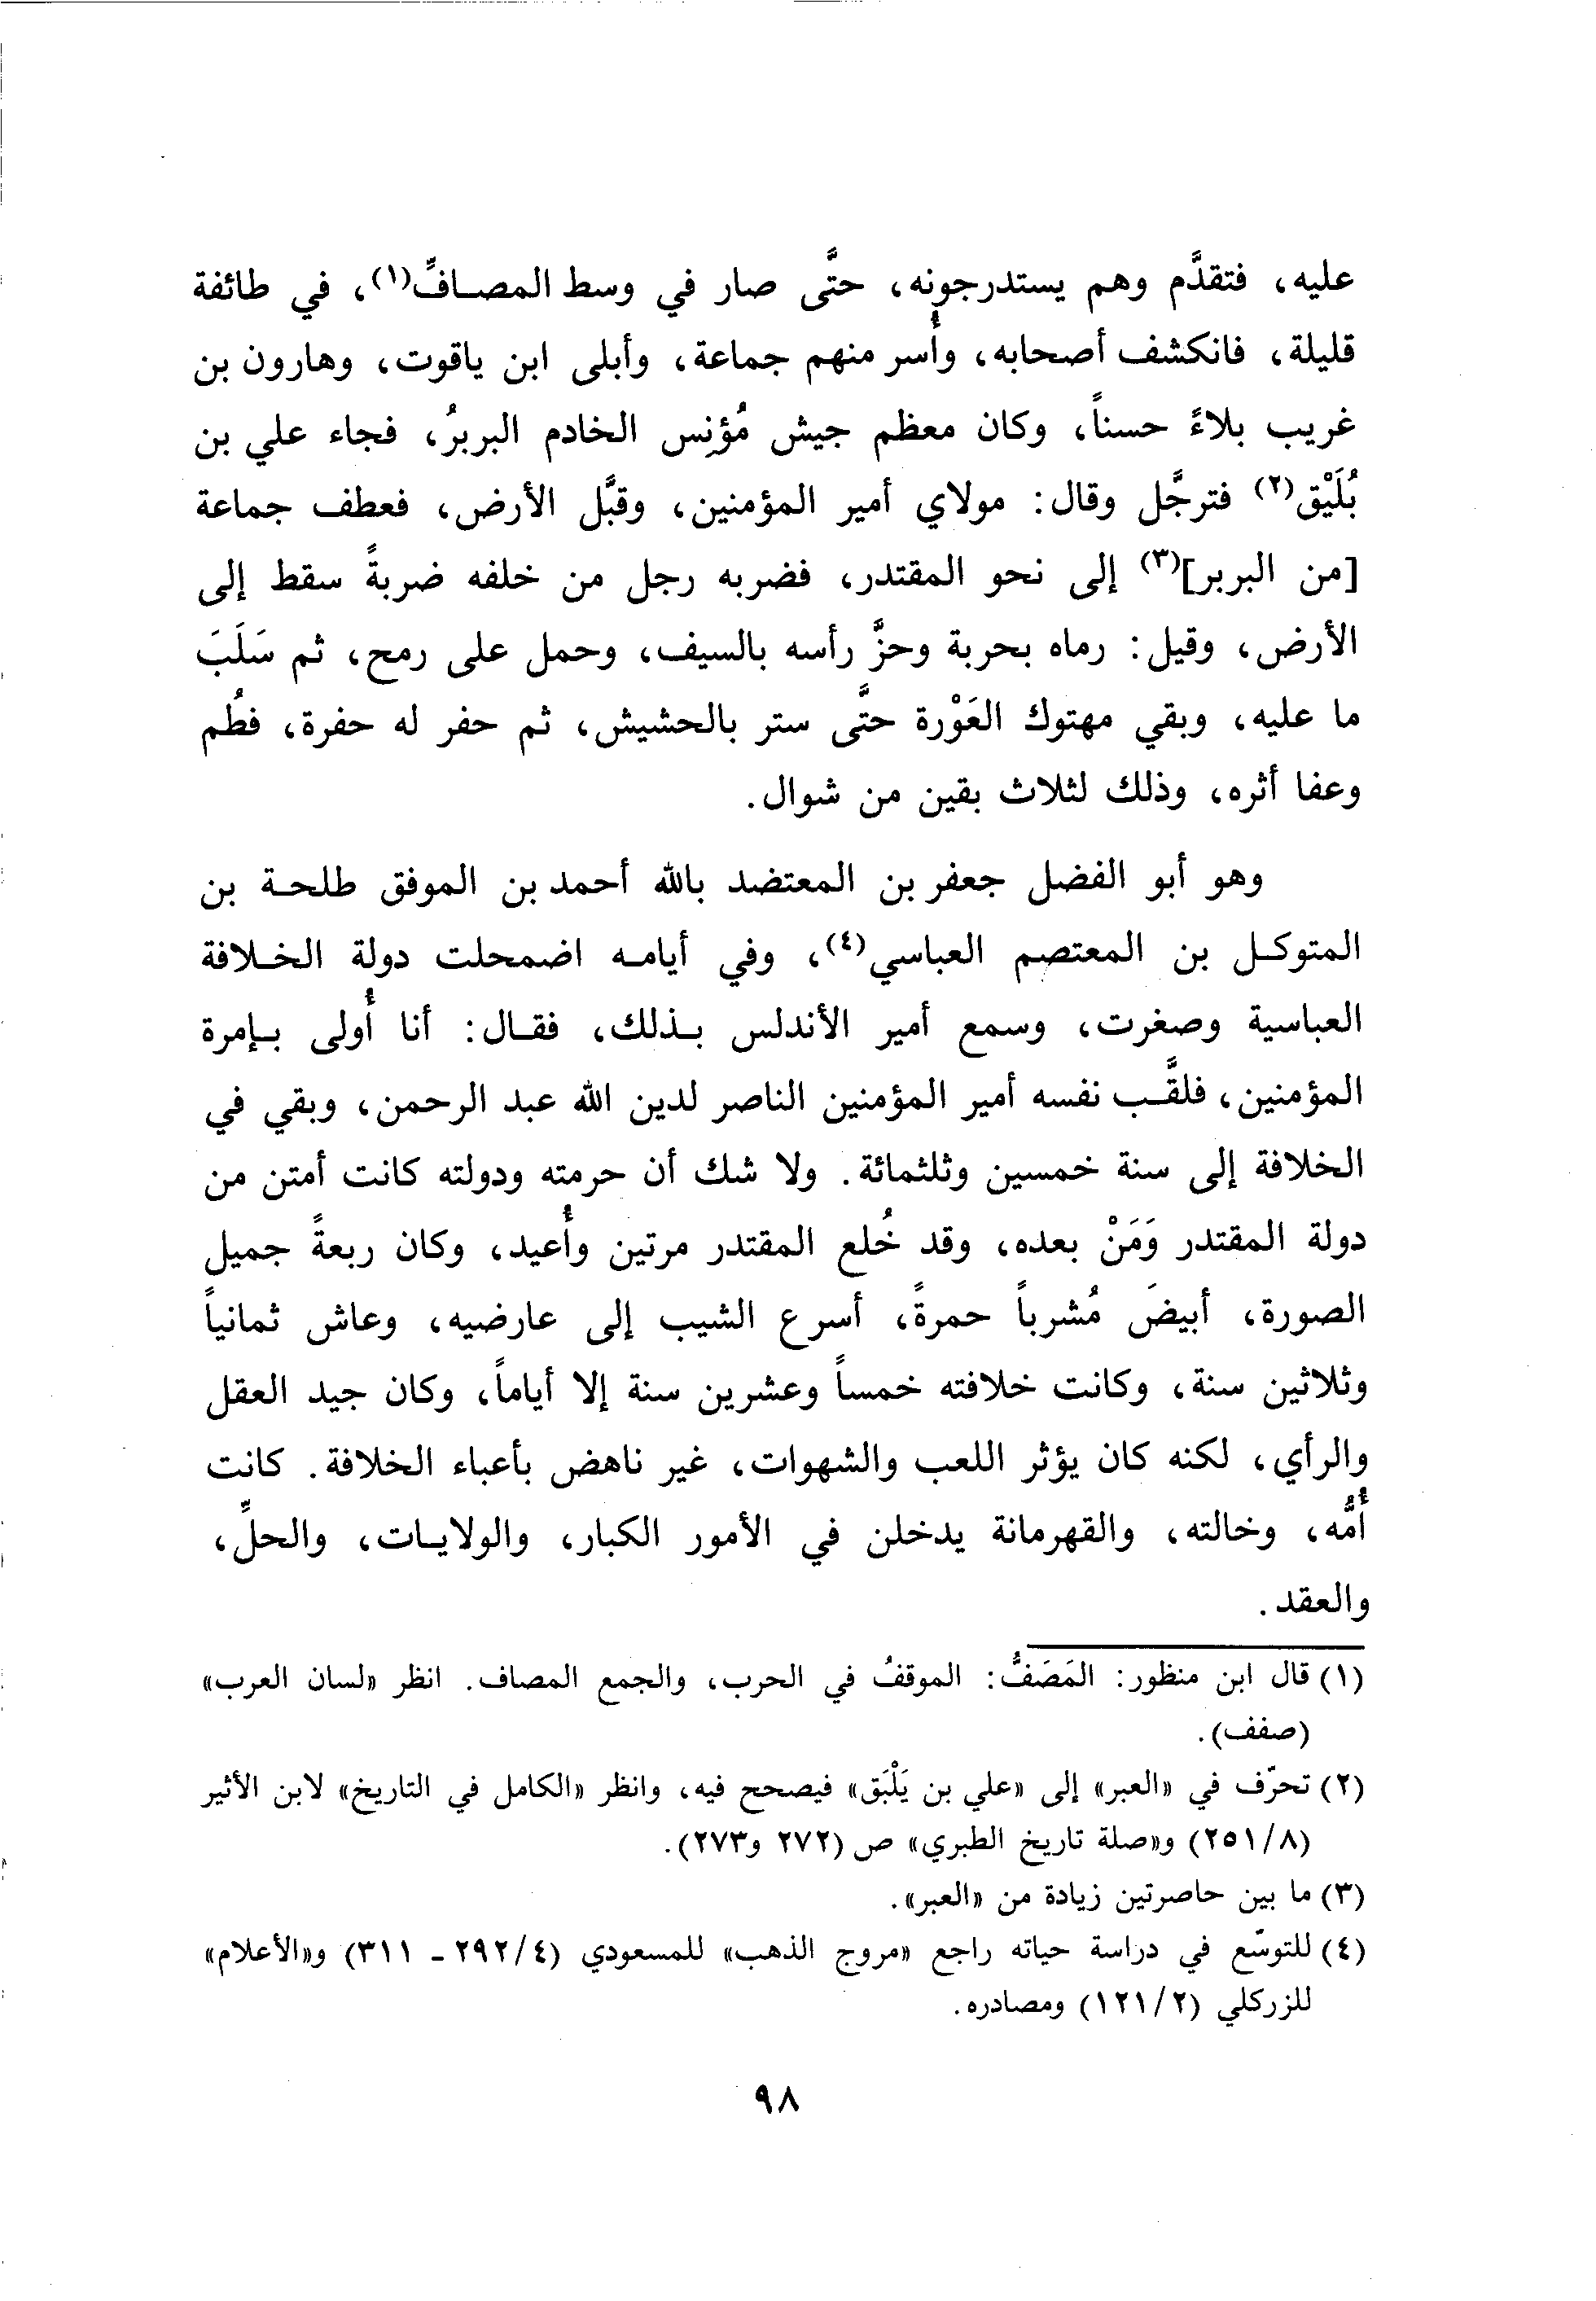 عليه، فتقدَّم وهم يستدرجونه، حتَّى صار في وسط المصافِّ(١)، في طائفة
قليلة، فانكشف أصحابه، وأُسر منهم جماعة، وأبلى ابن ياقوت، وهارون بن
غريب بلاءً حسناً، وكان معظم جيش مُؤنِس الخادم البربرُ، فجاء علي بن
بُلَيْق(٢) فترجَّل وقال: مولاي أمير المؤمنين، وقبَّل الأرض، فعطف جماعة
[من البربر](٣) إلى نحو المقتدر، فضربه رجل من خلفه ضربةً سقط إلى
الأرض، وقيل: رماه بحربة وحزَّ رأسه بالسيف، وحمل على رمح، ثم سَلَبَ
ما عليه، وبقي مهتوك العَوْرة حتَّى ستر بالحشيش، ثم حفر له حفرة، فطُم
وعفا أثره، وذلك لثلاث بقين من شوال.
وهو أبو الفضل جعفر بن المعتضد بالله أحمد بن الموفق طلحة بن
المتوكل بن المعتصم العباسي(٤)، وفي أيامه اضمحلت دولة الخلافة
العباسية وصغرت، وسمع أمير الأندلس بذلك، فقال: أنا أُولى بإمرة
المؤمنين، فلقَّب نفسه أمير المؤمنين الناصر لدين الله عبد الرحمن، وبقي في
الخلافة إلى سنة خمسين وثلثمائة. ولا شك أن حرمته ودولته كانت أمتن من
دولة المقتدر وَمَنْ بعده، وقد خُلع المقتدر مرتين وأُعيد، وكان ربعةً جميل
الصورة، أبيضَ مُشرباً حمرةً، أسرع الشيب إلى عارضيه، وعاش ثمانياً
وثلاثين سنة، وكانت خلافته خمساً وعشرين سنة إلا أياماً، وكان جيد العقل
والرأي، لكنه كان يؤثر اللعب والشهوات، غير ناهض بأعباء الخلافة. كانت
أُمُّه، وخالته، والقهرمانة يدخلن في الأمور الكبار، والولايات، والحلِّ،
والعقد.
(١) قال ابن منظور: المَصَفُّ: الموقفُ في الحرب، والجمع المصاف. انظر «لسان العرب»
(صفف).
(٢) تحرّف في «العبر» إلى «علي بن يَلْبَق» فيصحح فيه، وانظر «الكامل في التاريخ» لابن الأثير
(٨/٢٥١) و«صلة تاريخ الطبري» ص (٢٧٢ و٢٧٣).
(٣) ما بين حاصرتين زيادة من «العبر».
(٤) للتوسّع في دراسة حياته راجع «مروج الذهب» للمسعودي (٤/٢٩٢ - ٣١١) و«الأعلام»
للزركلي (٢/١٢١) ومصادره.
٩٨